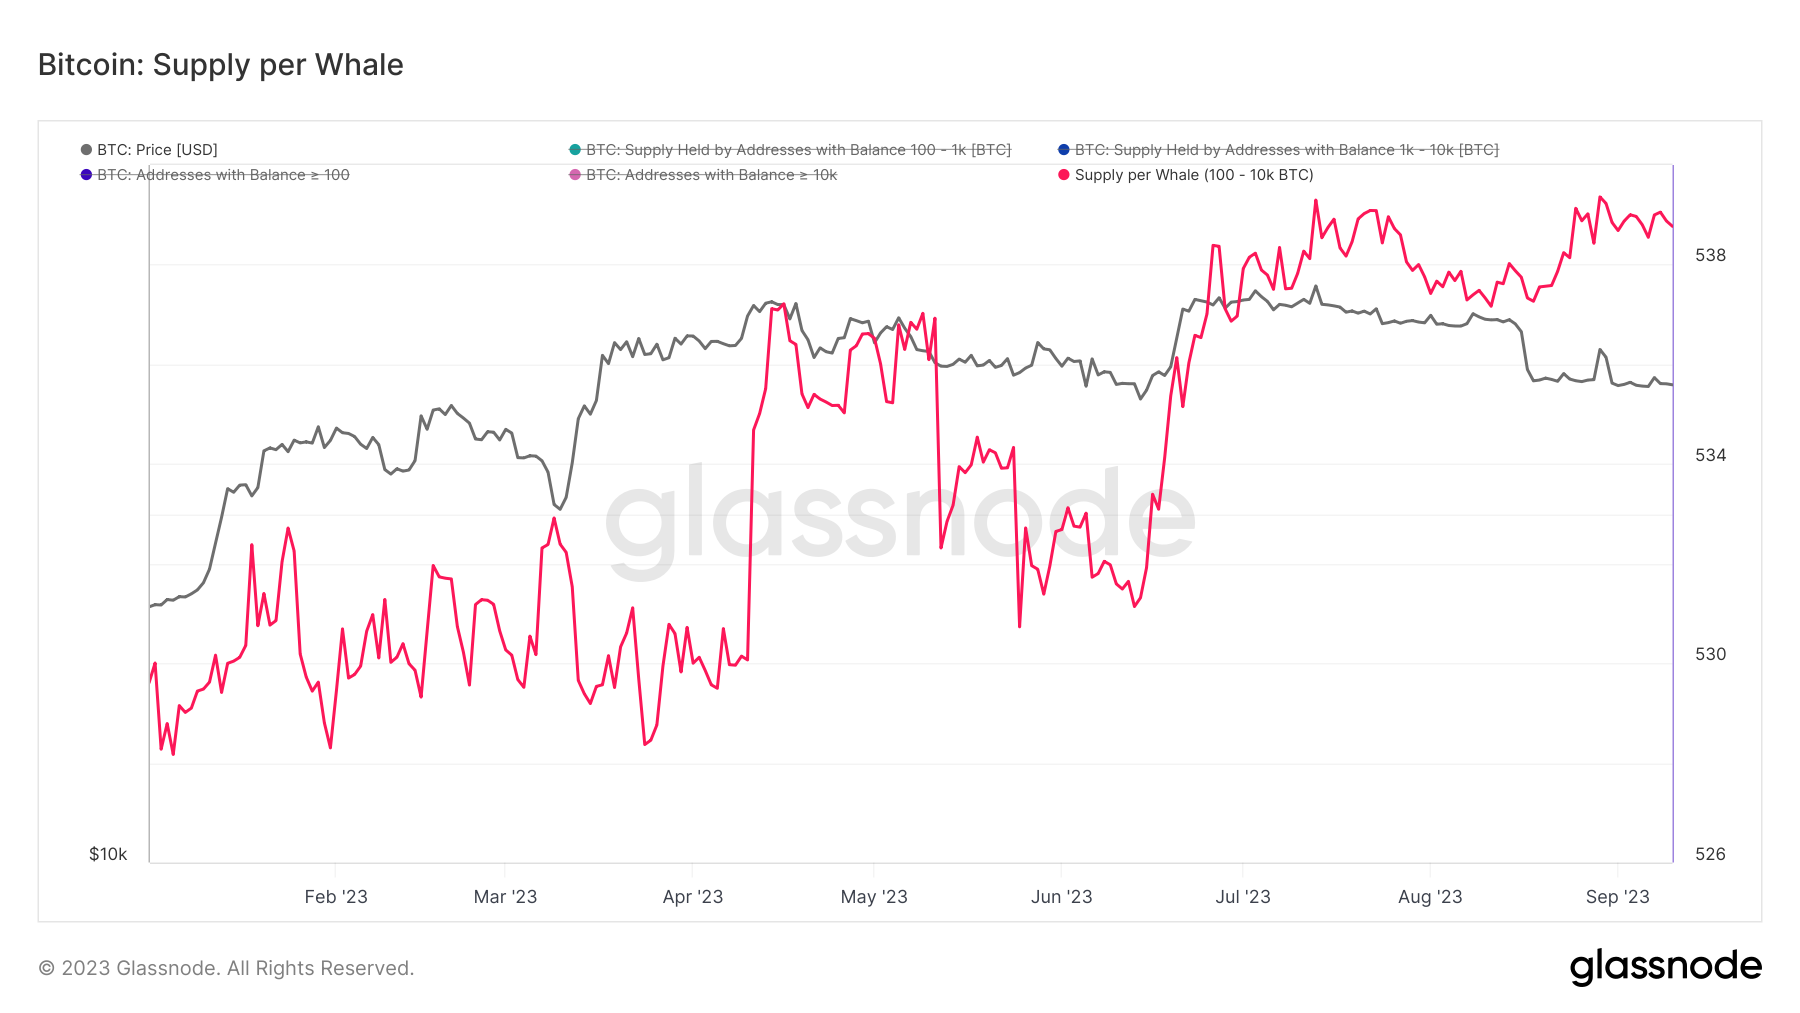 Bitcoin: Supply per Whale
BTC: Price [USD]
BTC: Supply Held by Addresses with Balance 100 - 1k [BTC]
BTC: Supply Held by Addresses with Balance 1k - 10k [BTC]
BTC: Addresses with Balance ≥ 100
BTC: Addresses with Balance ≥ 10k
Supply per Whale (100 - 10k BTC)
538
534
glassnode
530
$10k
526
Feb '23
Mar '23
Apr '23
May '23
Jun '23
Jul '23
Aug '23
Sep '23
© 2023 Glassnode. All Rights Reserved.
glassnode